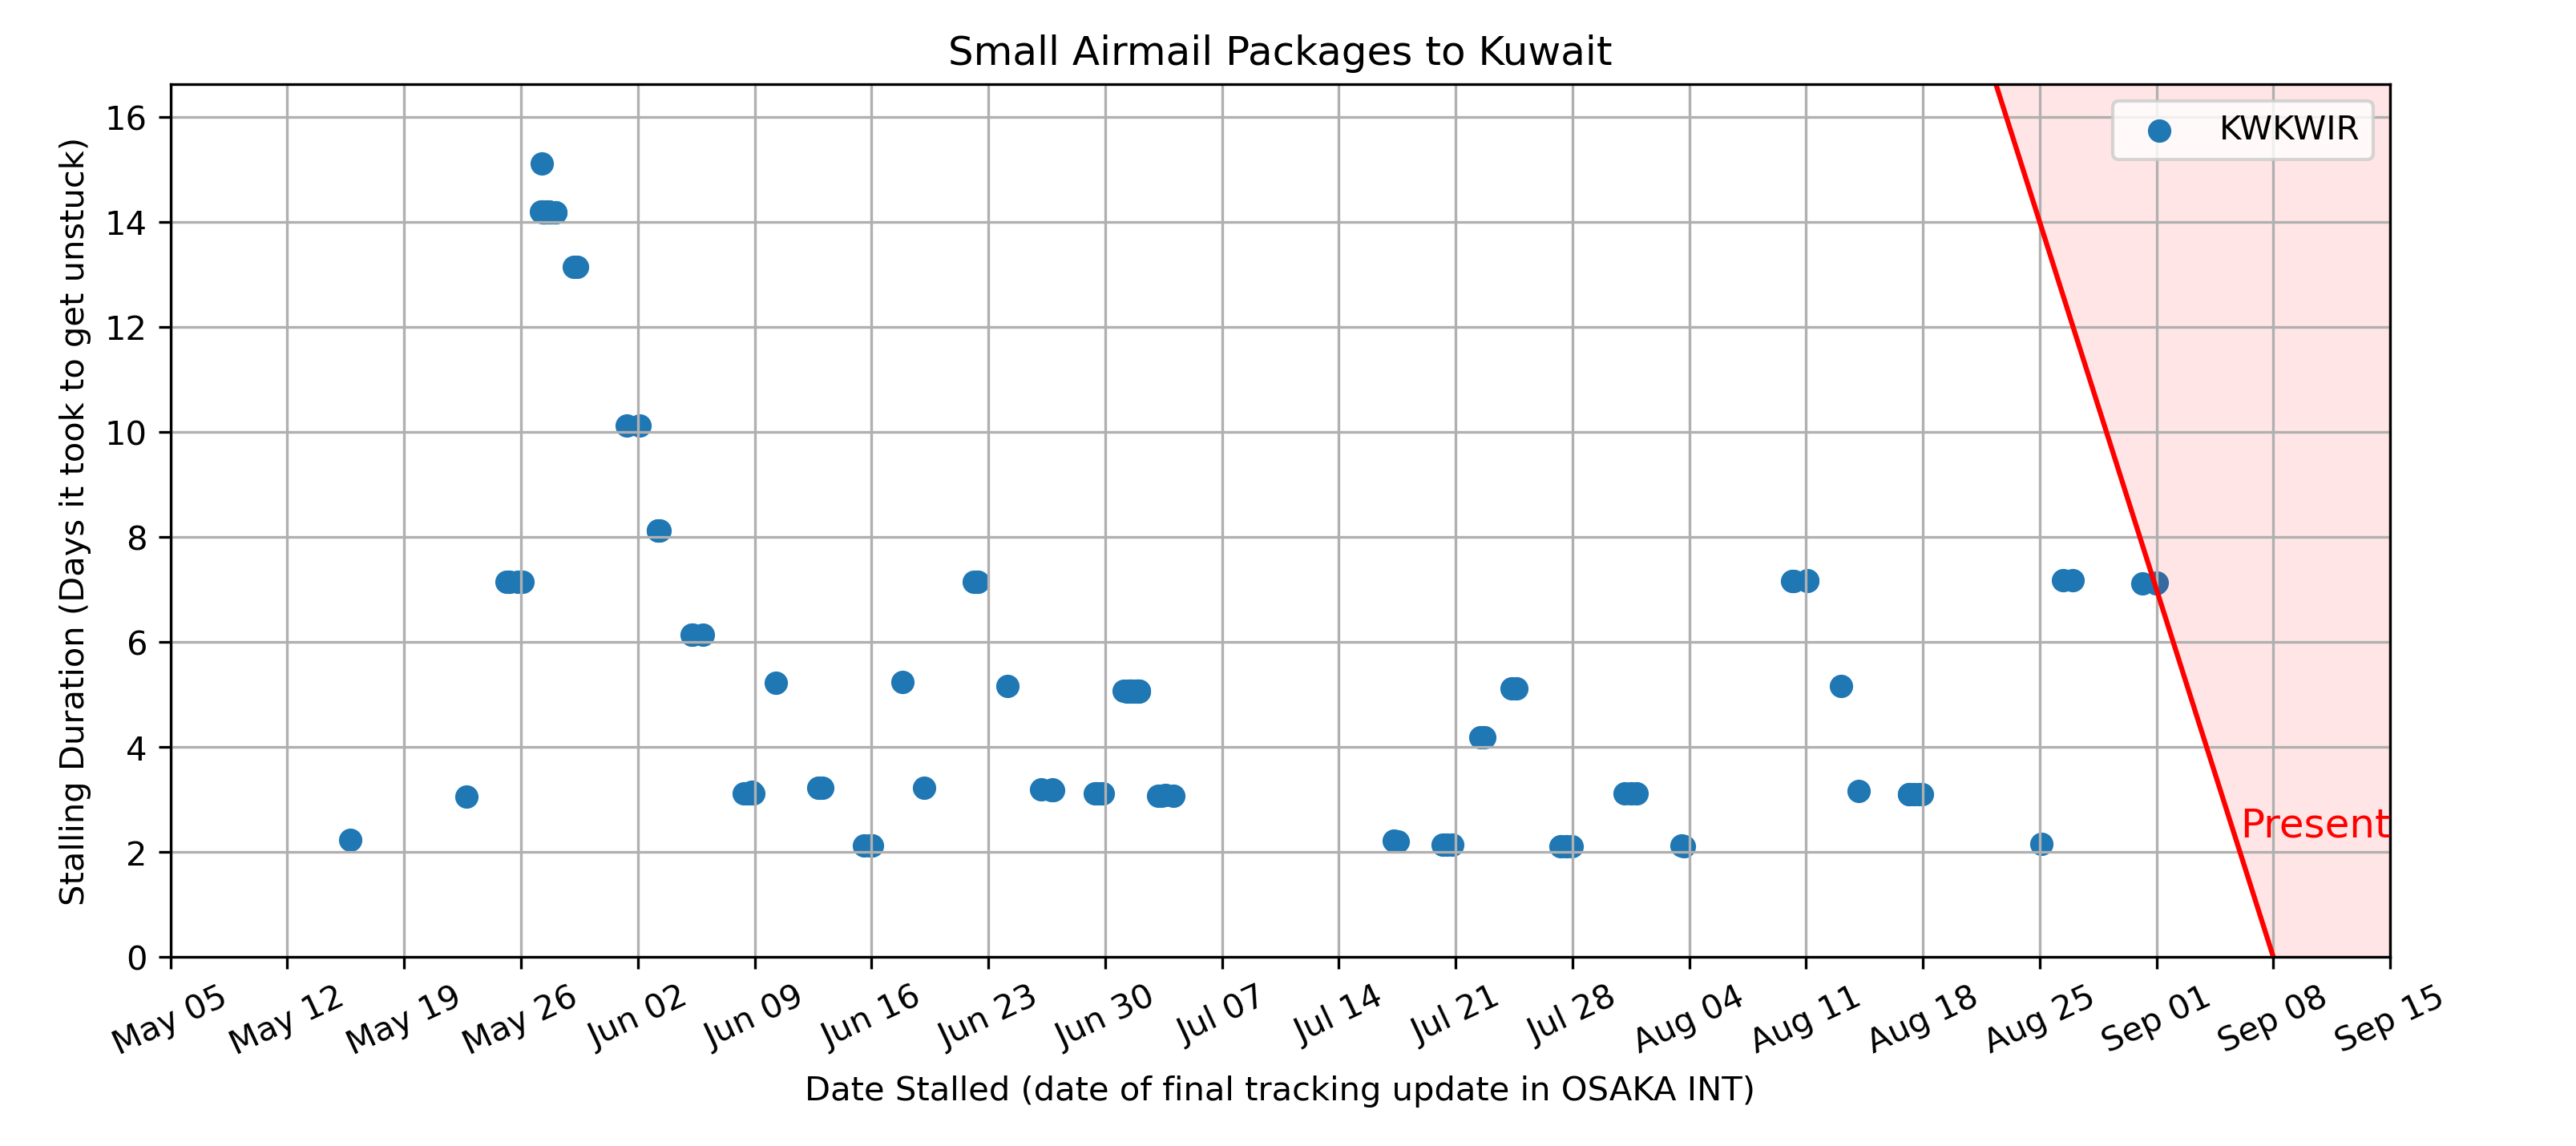 Small Airmail Packages to Kuwait
KWKWIR
Stalling Duration (Days it took to get unstuck)
16
14
12
10
8
6
4
2
0
Present
May 05
May 12
May 19
May 26
Jun 02
Jun 09
Jun 16
Jun 23
Jun 30
Jul 07
Jul 14
Jul 21
Jul 28
Aug 04
Aug 11
Aug 18
Aug 25
Sep 01
Sep 08
Sep 15
Date Stalled (date of final tracking update in OSAKA INT)